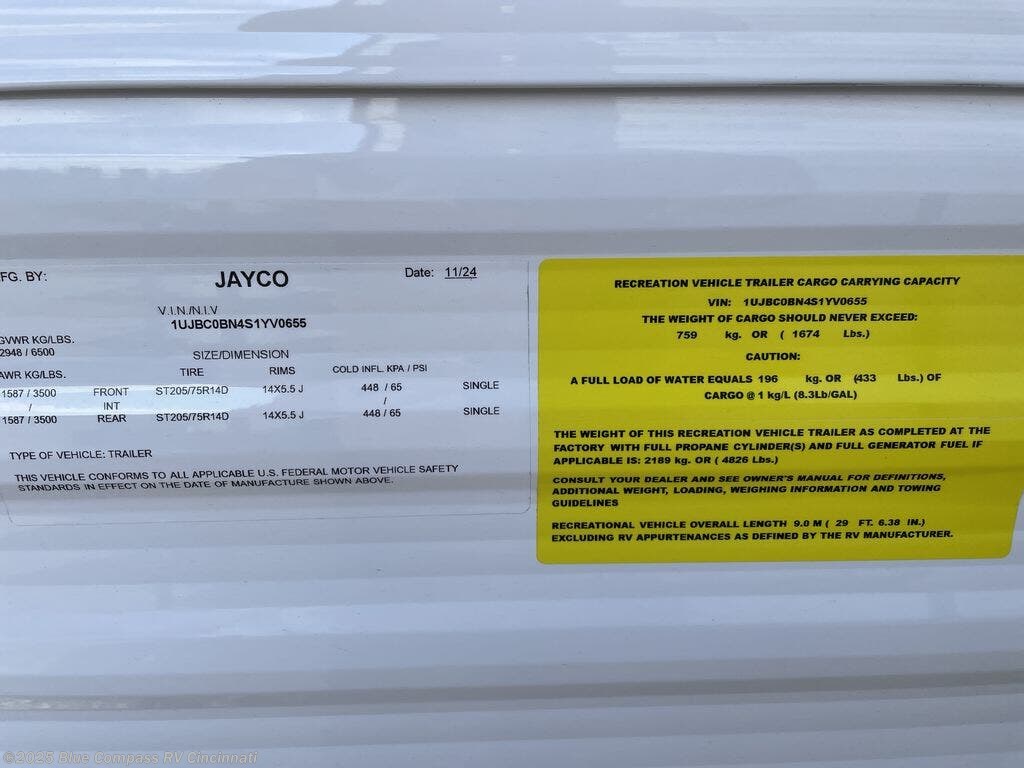 FG. BY: JAYCO Date: 11/24
V.I.N./N.I.V
1UJBC0BN4S1YV0655
GVWR KG/LBS.
2948 / 6500
SIZE/DIMENSION
AWR KG/LBS. TIRE RIMS COLD INFL. KPA / PSI
1587 / 3500 FRONT ST205/75R14D 14X5.5 J 448 / 65 SINGLE
/ INT /
1587 / 3500 REAR ST205/75R14D 14X5.5 J 448 / 65 SINGLE
TYPE OF VEHICLE: TRAILER
THIS VEHICLE CONFORMS TO ALL APPLICABLE U.S. FEDERAL MOTOR VEHICLE SAFETY
STANDARDS IN EFFECT ON THE DATE OF MANUFACTURE SHOWN ABOVE.
RECREATION VEHICLE TRAILER CARGO CARRYING CAPACITY
VIN: 1UJBC0BN4S1YV0655
THE WEIGHT OF CARGO SHOULD NEVER EXCEED:
759 kg. OR ( 1674 Lbs.)
CAUTION:
A FULL LOAD OF WATER EQUALS 196 kg. OR (433 Lbs.) OF
CARGO @ 1 kg/L (8.3Lb/GAL)
THE WEIGHT OF THIS RECREATION VEHICLE TRAILER AS COMPLETED AT THE
FACTORY WITH FULL PROPANE CYLINDER(S) AND FULL GENERATOR FUEL IF
APPLICABLE IS: 2189 kg. OR ( 4826 Lbs.)
CONSULT YOUR DEALER AND SEE OWNER'S MANUAL FOR DEFINITIONS,
ADDITIONAL WEIGHT, LOADING, WEIGHING INFORMATION AND TOWING
GUIDELINES
RECREATIONAL VEHICLE OVERALL LENGTH 9.0 M ( 29 FT. 6.38 IN.)
EXCLUDING RV APPURTENANCES AS DEFINED BY THE RV MANUFACTURER.
©2025 Blue Compass RV Cincinnati